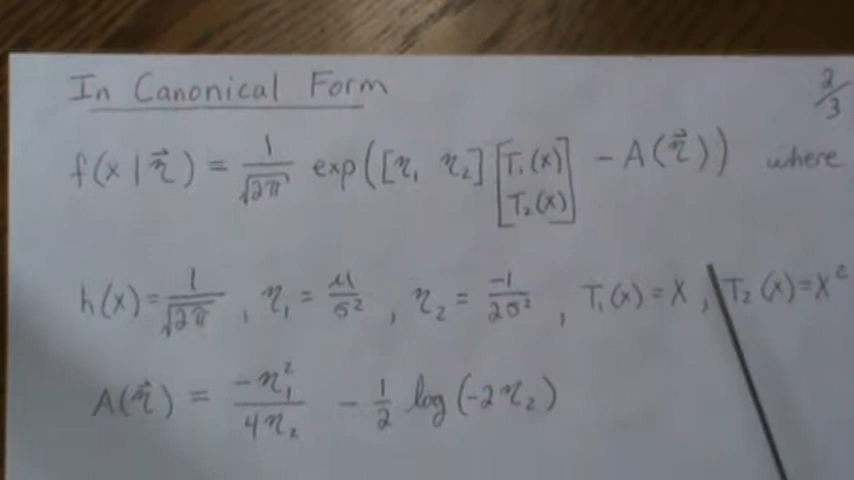 In Canonical Form
2/3
f(x|η⃗) = 1/√2π exp([η₁ η₂][T₁(x) T₂(x)] - A(η⃗)) where
h(x) = 1/√2π , η₁ = μ/σ² , η₂ = -1/2σ² , T₁(x) = X , T₂(x) = X²
A(η⃗) = -η₁²/4η₂ - 1/2 log(-2η₂)